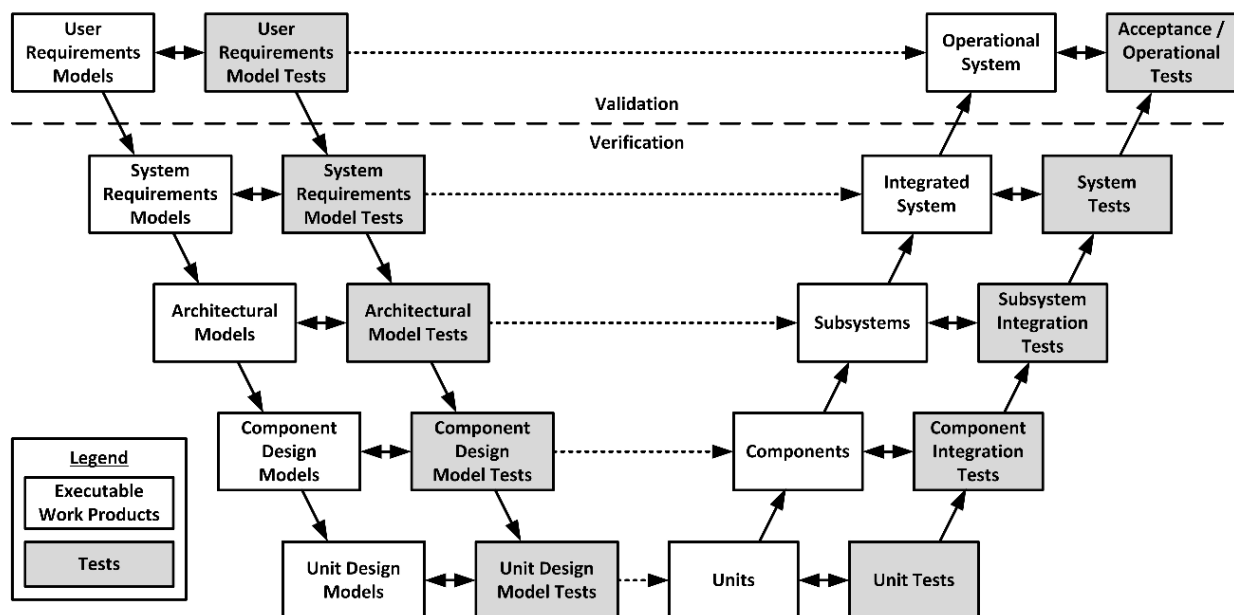 User
Requirements
Models
User
Requirements
Model Tests
Operational
System
Acceptance /
Operational
Tests
Validation
Verification
System
Requirements
Models
System
Requirements
Model Tests
Integrated
System
System
Tests
Architectural
Models
Architectural
Model Tests
Subsystems
Subsystem
Integration
Tests
Component
Design Models
Component
Design
Model Tests
Components
Component
Integration
Tests
Legend
Executable
Work Products
Tests
Unit Design
Models
Unit Design
Model Tests
Units
Unit Tests